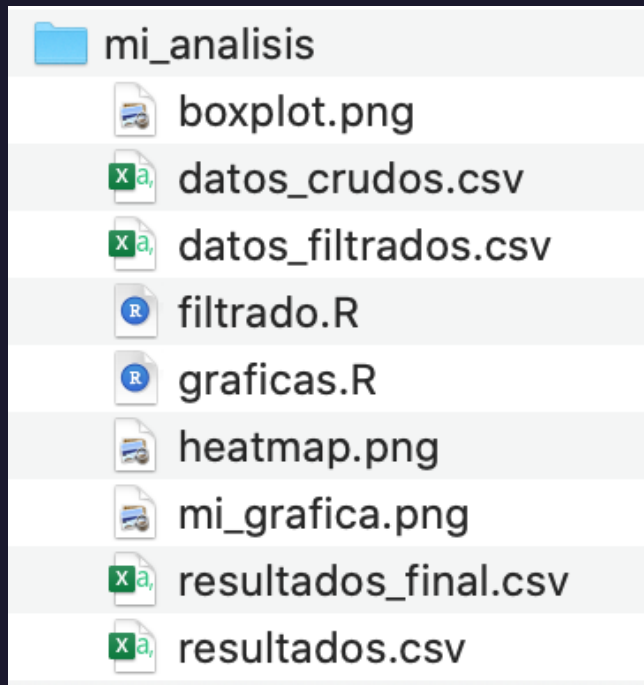 mi_analisis
boxplot.png
datos_crudos.csv
datos_filtrados.csv
filtrado.R
graficas.R
heatmap.png
mi_grafica.png
resultados_final.csv
resultados.csv